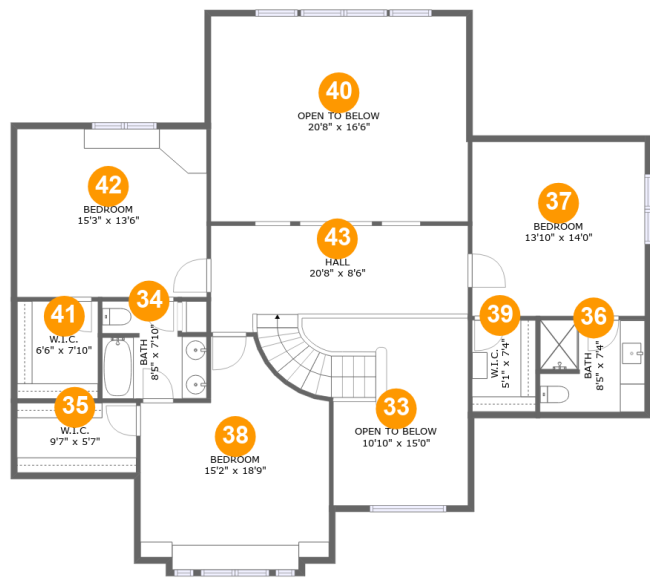 40
OPEN TO BELOW
20'8" x 16'6"
42
BEDROOM
15'3" x 13'6"
37
BEDROOM
13'10" x 14'0"
43
HALL
20'8" x 8'6"
34
BATH
8'5" x 7'10"
41
W.I.C.
6'6" x 7'10"
39
W.I.C.
5'1" x 7'4"
36
BATH
8'5" x 7'4"
35
W.I.C.
9'7" x 5'7"
38
BEDROOM
15'2" x 18'9"
33
OPEN TO BELOW
10'10" x 15'0"